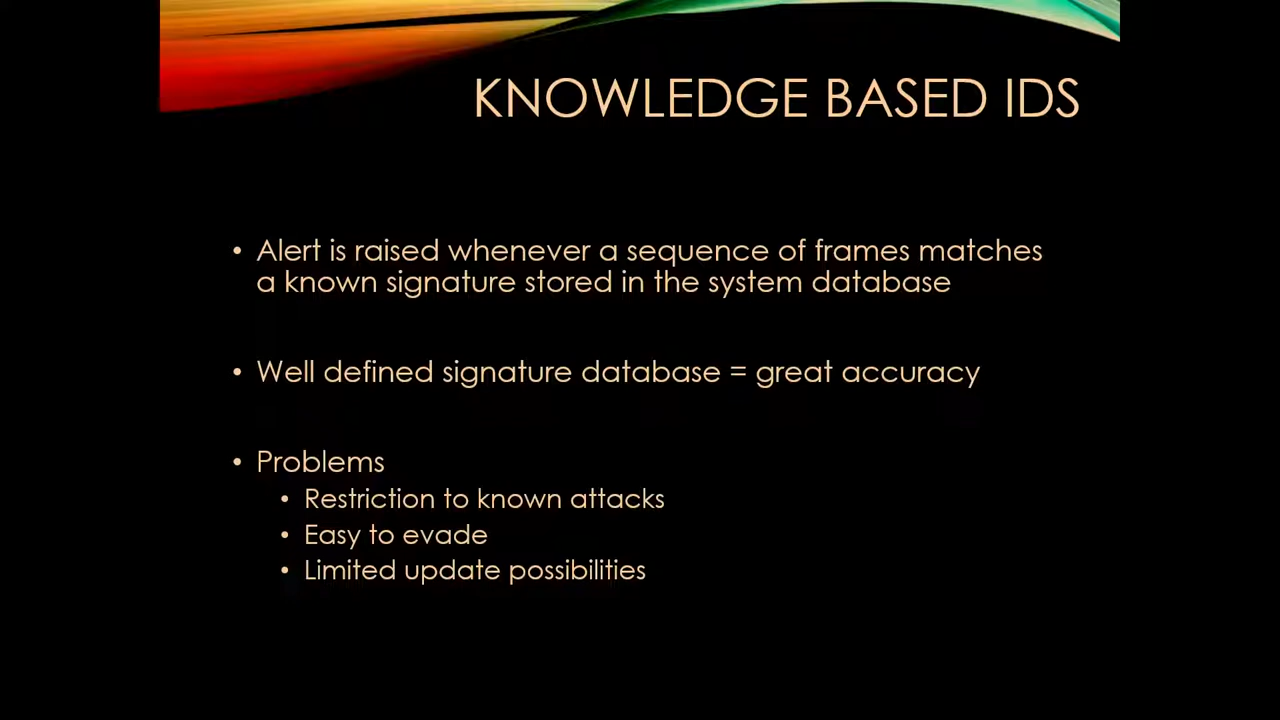 KNOWLEDGE BASED IDS
• Alert is raised whenever a sequence of frames matches
a known signature stored in the system database
• Well defined signature database = great accuracy
• Problems
• Restriction to known attacks
• Easy to evade
• Limited update possibilities